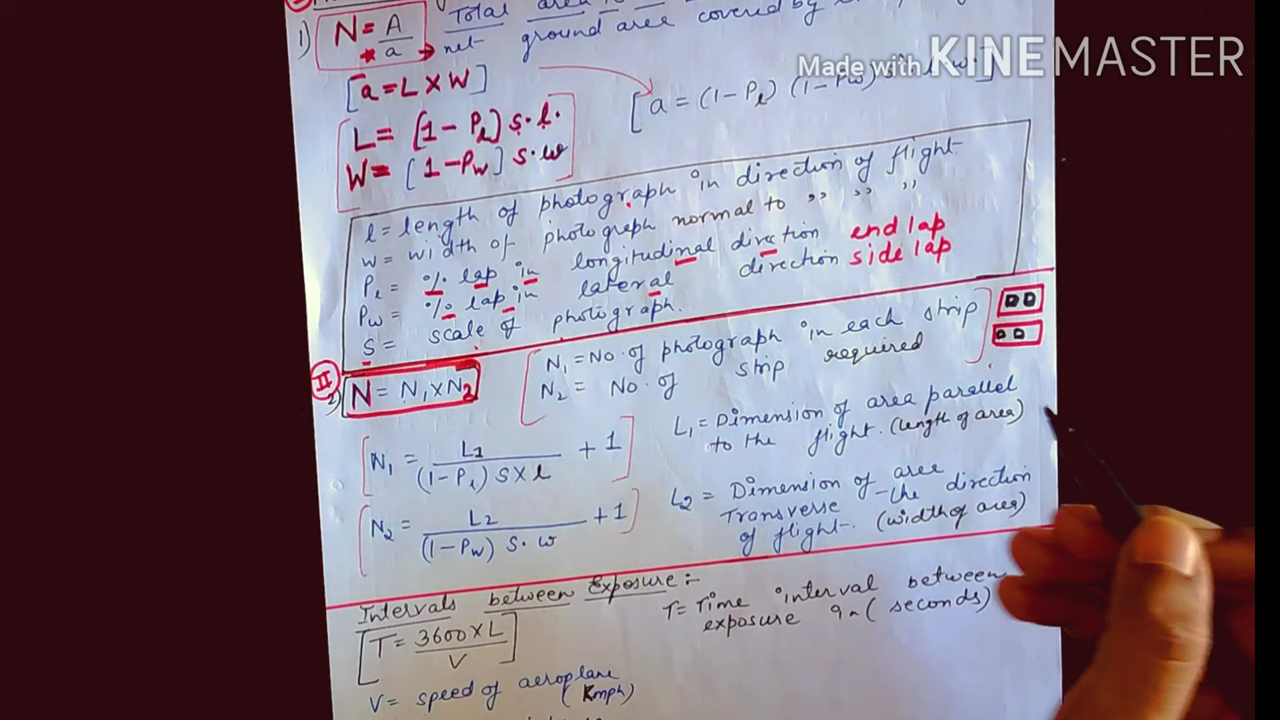 1) N = A/a Total area
net ground area covered by
[a = L X W]
[a = (1 - Pl) (1 - Pw)
Made with KINEMASTER
L = [1 - Pl] s. l.
W = [1 - Pw] s. w
l = length of photograph in direction of flight
w = width of photograph normal to ,, ,, ,,
Pl = % lap in longitudinal direction end lap
Pw = % lap in lateral direction side lap
S = scale of photograph.
II
2) N = N1 X N2
N1 = No. of photograph in each strip
N2 = No. of strip required
N1 = L1/(1 - Pl) S X l + 1
L1 = Dimension of area parallel
to the flight. (length of area)
N2 = L2/(1 - Pw) S. w + 1
L2 = Dimension of area
Transverse the direction
of flight. (width of area)
Intervals between Exposure :-
[T = 3600 X L/V]
T = Time interval between
exposure in (seconds)
V = speed of aeroplane
(Kmph)